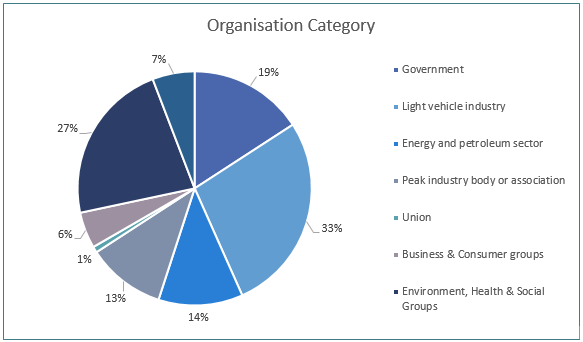 Organisation Category
7%
19%
27%
33%
6%
1%
13%
14%
Government
Light vehicle industry
Energy and petroleum sector
Peak industry body or association
Union
Business & Consumer groups
Environment, Health & Social
Groups